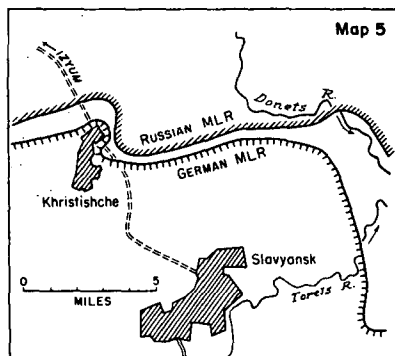 Map 5
IZYUM
Donets R.
RUSSIAN MLR
GERMAN MLR
Khristishche
Slavyansk
0 5
MILES
Torets R.